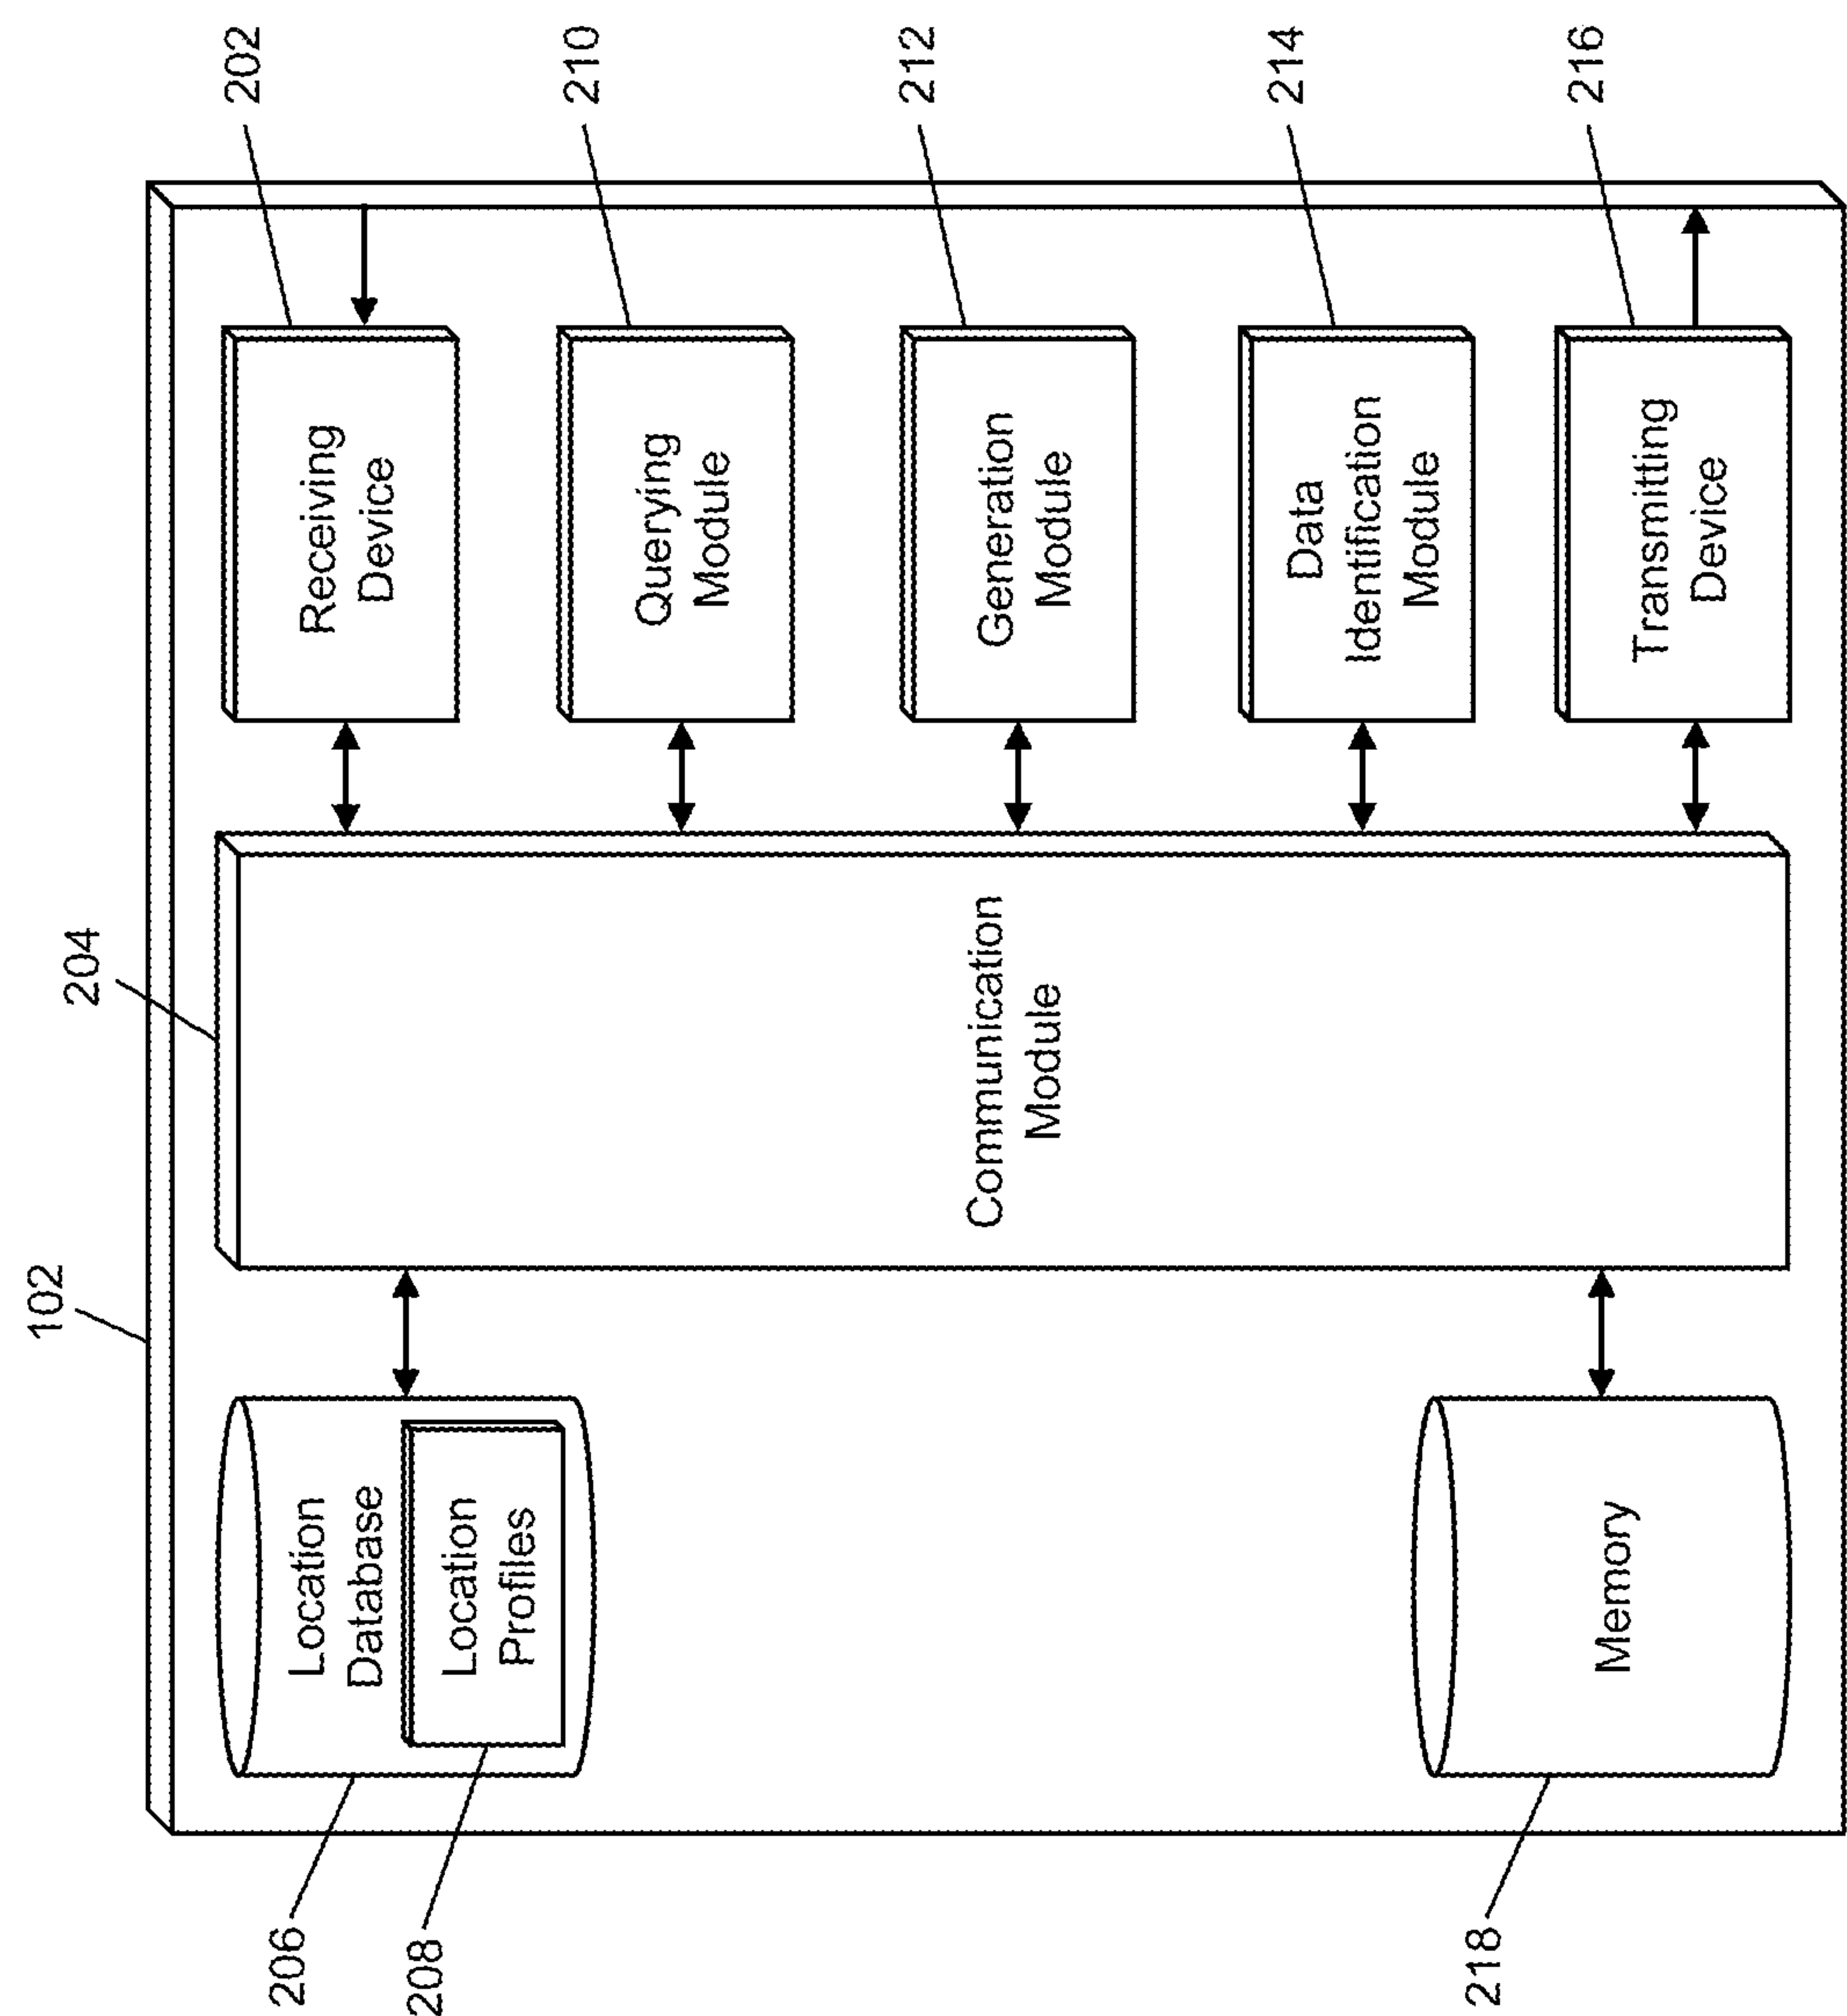 102
204
202
Receiving
Device
210
Querying
Module
212
Generation
Module
214
Data
Identification
Module
216
Transmitting
Device
Communication
Module
206
Location
Database
208
Location
Profiles
218
Memory